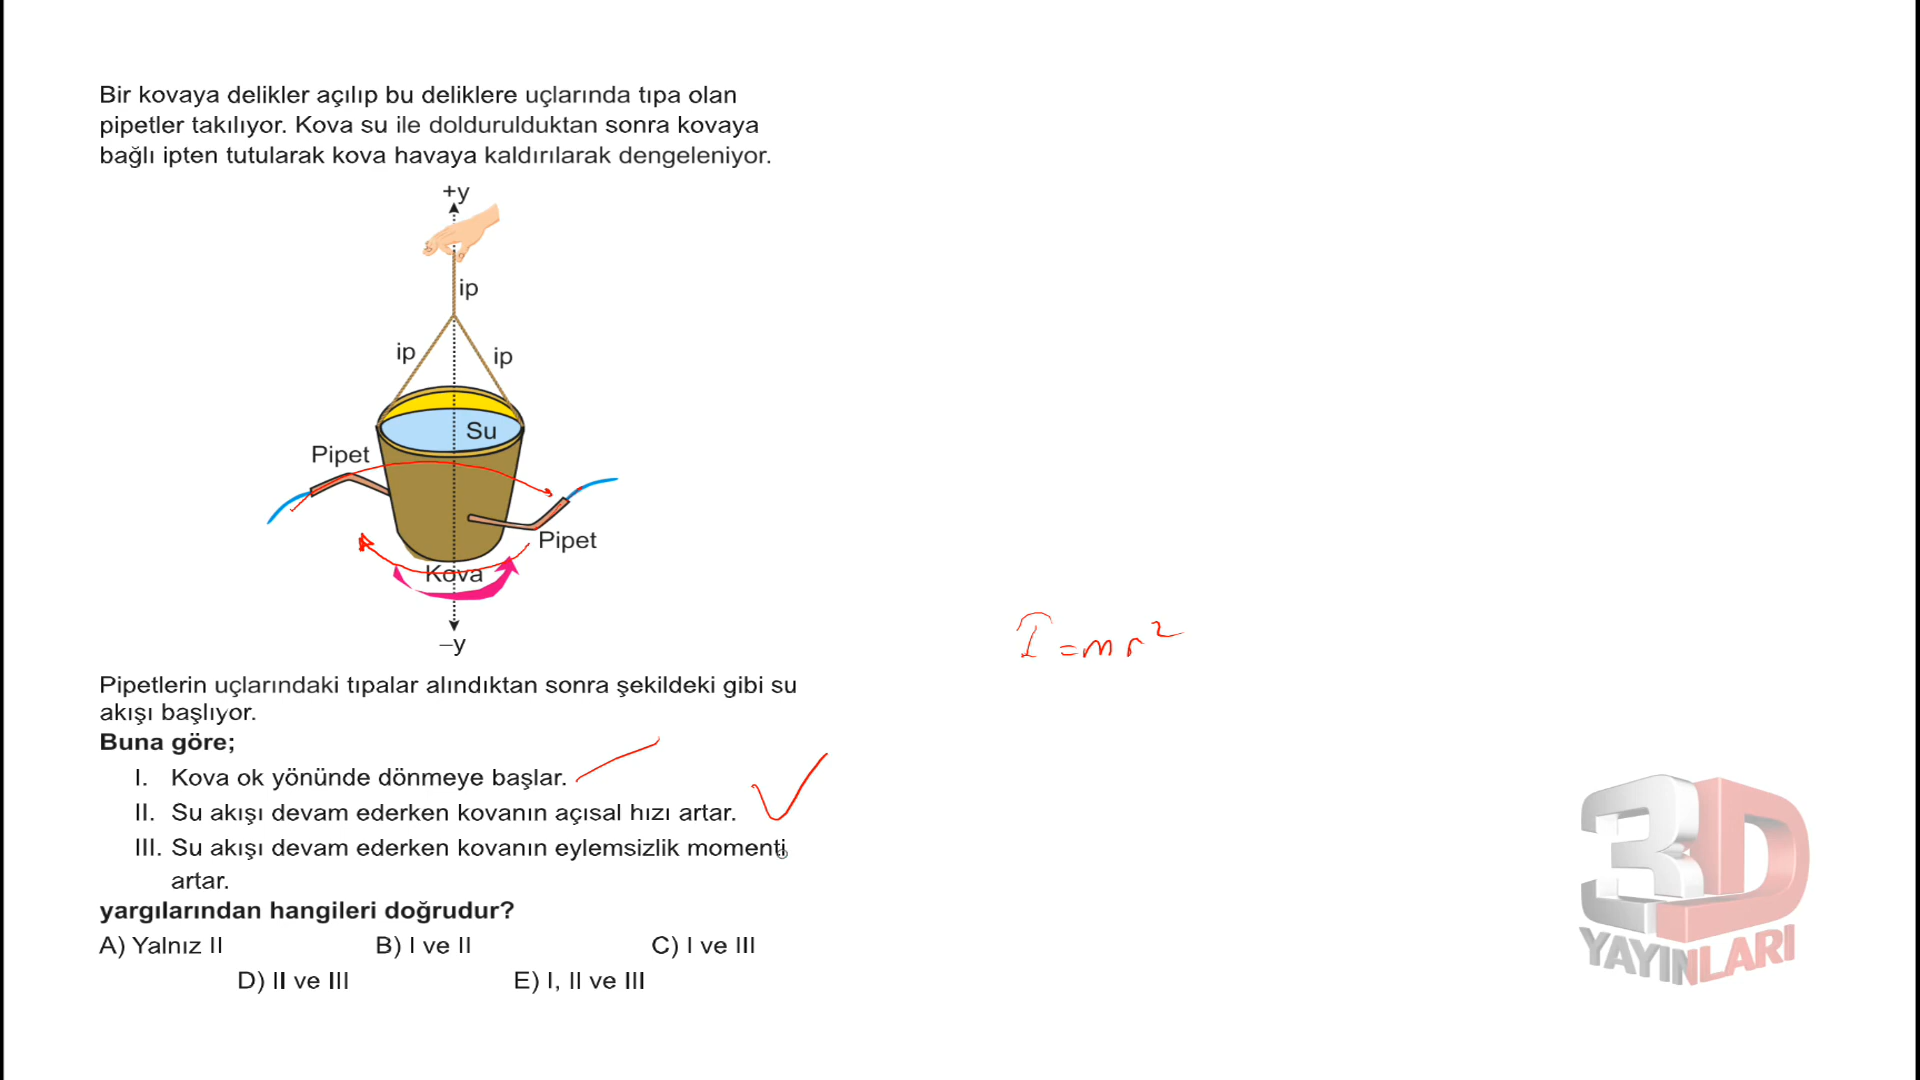 Bir kovaya delikler açılıp bu deliklere uçlarında tıpa olan
pipetler takılıyor. Kova su ile doldurulduktan sonra kovaya
bağlı ipten tutularak kova havaya kaldırılarak dengeleniyor.
+y
ip
ip
ip
Su
Pipet
Pipet
Kova
–y
I = mr²
Pipetlerin uçlarındaki tıpalar alındıktan sonra şekildeki gibi su
akışı başlıyor.
Buna göre;
I. Kova ok yönünde dönmeye başlar.
II. Su akışı devam ederken kovanın açısal hızı artar.
III. Su akışı devam ederken kovanın eylemsizlik momenti
artar.
yargılarından hangileri doğrudur?
A) Yalnız II B) I ve II C) I ve III
D) II ve III E) I, II ve III
3D
YAYINLARI